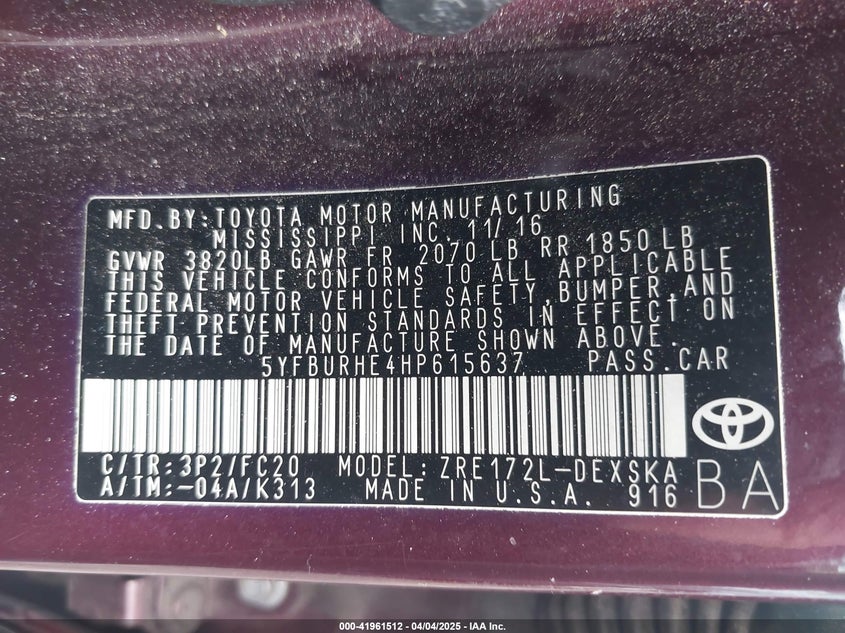 MFD.BY:TOYOTA MOTOR MANUFACTURING
MISSISSIPPI INC. 11/16
GVWR 3820LB GAWR FR 2070 LB RR 1850LB
THIS VEHICLE CONFORMS TO ALL APPLICABLE
FEDERAL MOTOR VEHICLE SAFETY,BUMPER,AND
THEFT PREVENTION STANDARDS IN EFFECT ON
THE DATE OF MANUFACTURE SHOWN ABOVE.
5YFBURHE4HP615637 PASS.CAR
C/TR:3P2/FC20 MODEL:ZRE172L-DEXSKA
A/TM:-04A/K313 MADE IN U.S.A. 916 BA
000-41961512 - 04/04/2025 - IAA Inc.